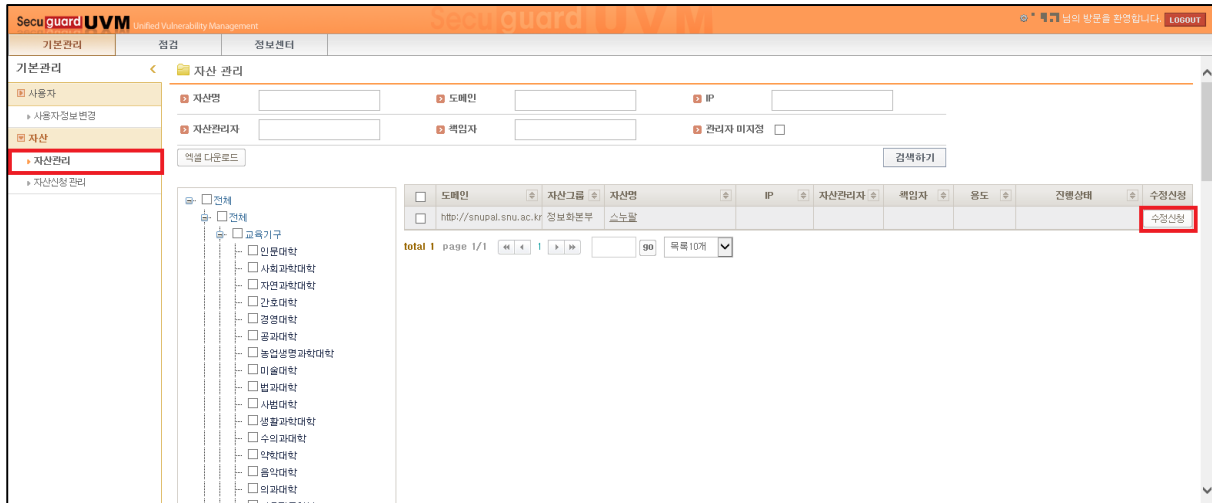 Secuguard UVM Unified Vulnerability Management
Secuguard UVM
님의 방문을 환영합니다. LOGOUT
기본관리 점검 정보센터
기본관리
사용자
사용자정보변경
자산
자산관리
자산신청 관리
자산 관리
자산명 도메인 IP
자산관리자 책임자 관리자 미지정
엑셀 다운로드 검색하기
전체
전체
교육기구
인문대학
사회과학대학
자연과학대학
간호대학
경영대학
공과대학
농업생명과학대학
미술대학
법과대학
사범대학
생활과학대학
수의과대학
약학대학
음악대학
의과대학
도메인 자산그룹 자산명 IP 자산관리자 책임자 용도 진행상태 수정신청
http://snupal.snu.ac.kr 정보화본부 스누팔 수정신청
total 1 page 1/1 1 go 목록10개